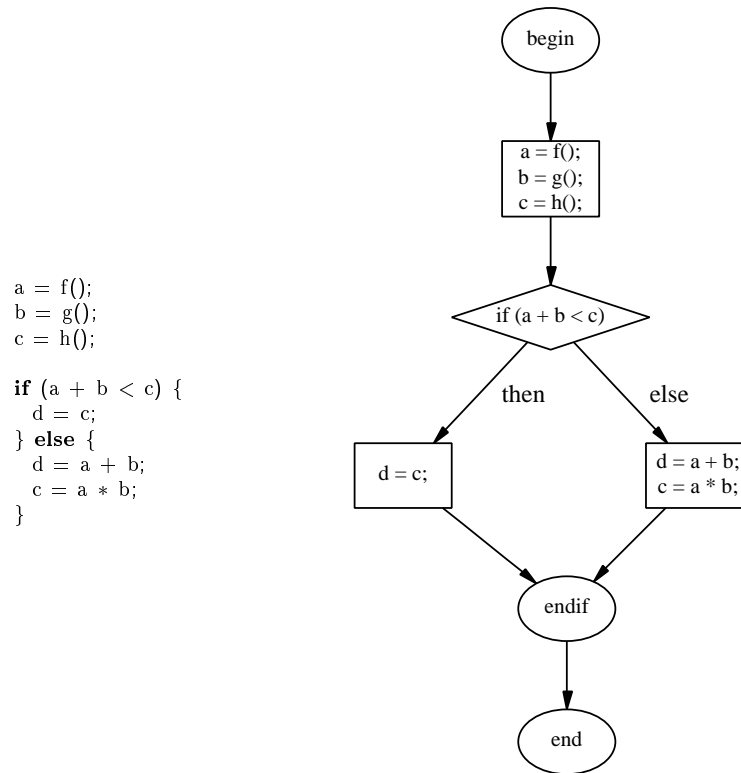 a = f();
b = g();
c = h();
if (a + b < c) {
d = c;
} else {
d = a + b;
c = a * b;
}
begin
a = f();
b = g();
c = h();
if (a + b < c)
then
else
d = c;
d = a + b;
c = a * b;
endif
end